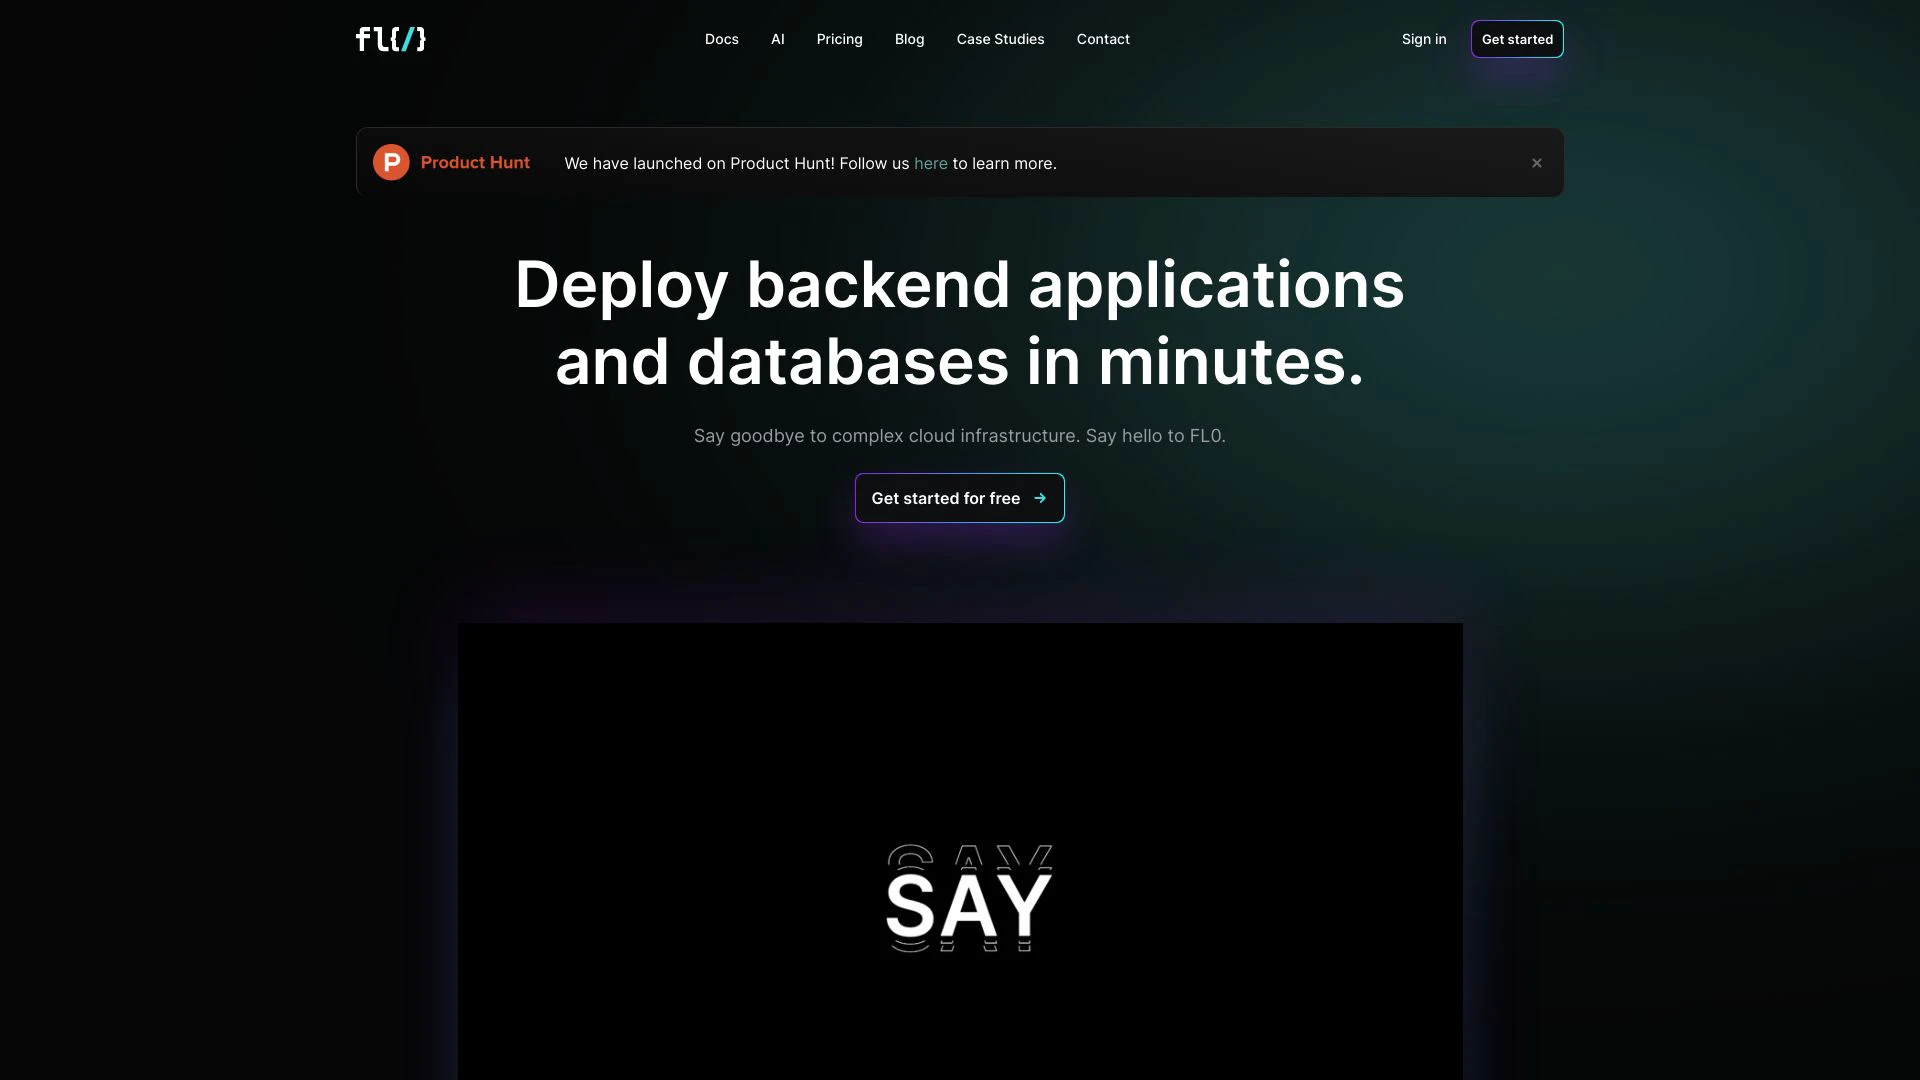 fl{/}
Docs
AI
Pricing
Blog
Case Studies
Contact
Sign in
Get started
P
Product Hunt
We have launched on Product Hunt! Follow us here to learn more.
×
Deploy backend applications
and databases in minutes.
Say goodbye to complex cloud infrastructure. Say hello to FL0.
Get started for free →
SAY